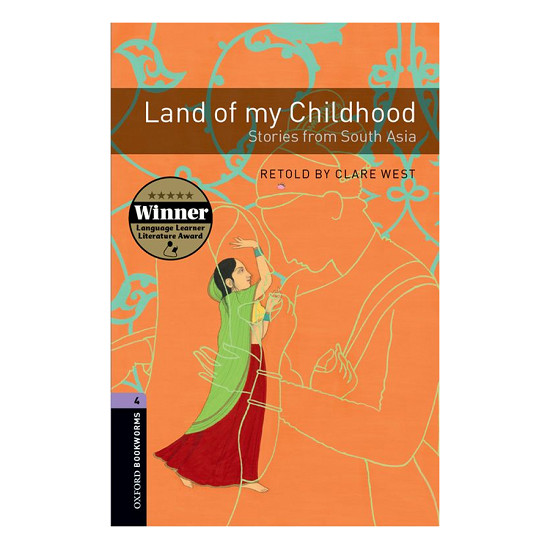 Land of my Childhood
Stories from South Asia
RETOLD BY CLARE WEST
★★★★★
Winner
Language Learner
Literature Award
4
OXFORD BOOKWORMS